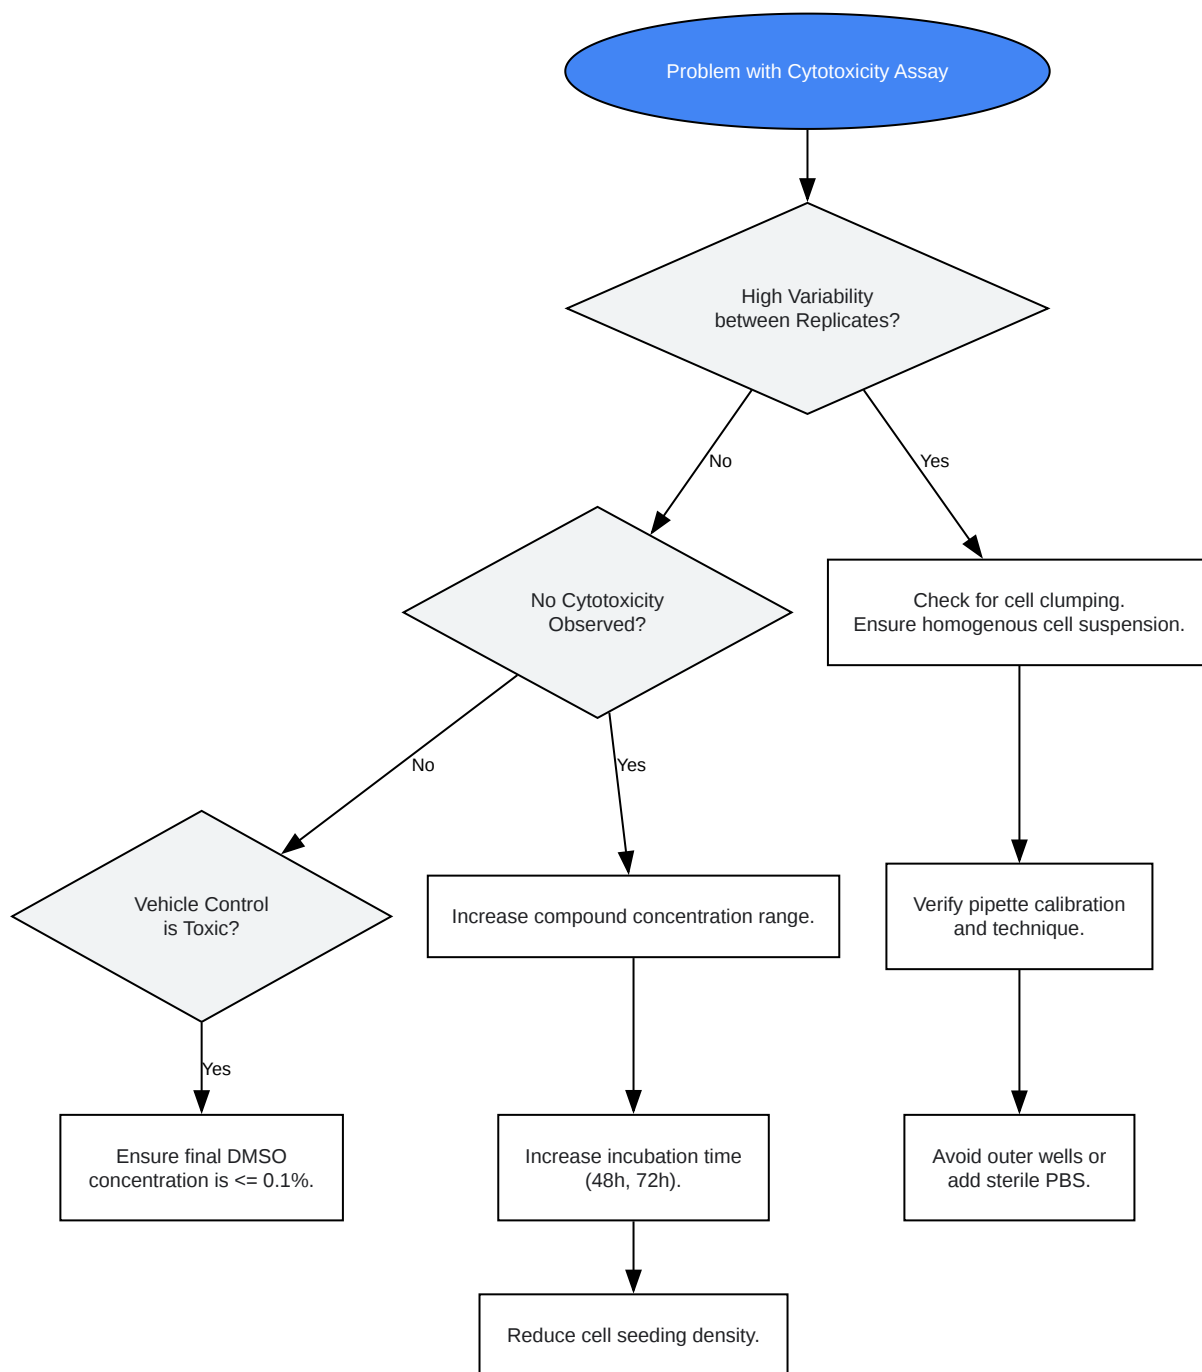 Problem with Cytotoxicity Assay
High Variability
between Replicates?
No
Yes
No Cytotoxicity
Observed?
Check for cell clumping.
Ensure homogenous cell suspension.
No
Yes
Vehicle Control
is Toxic?
Increase compound concentration range.
Verify pipette calibration
and technique.
Yes
Ensure final DMSO
concentration is <= 0.1%.
Increase incubation time
(48h, 72h).
Avoid outer wells or
add sterile PBS.
Reduce cell seeding density.